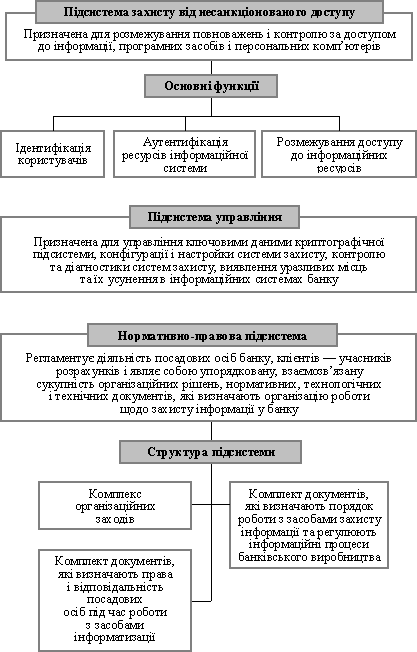 Підсистема захисту від несанкціонованого доступу
Призначена для розмежування повноважень і контролю за доступом
до інформації, програмних засобів і персональних комп'ютерів
Основні функції
Ідентифікація
користувачів
Аутентифікація
ресурсів інформаційної
системи
Розмежування доступу
до інформаційних
ресурсів
Підсистема управління
Призначена для управління ключовими даними криптографічної
підсистеми, конфігурації і настройки системи захисту, контролю
та діагностики систем захисту, виявлення уразливих місць
та їх усунення в інформаційних системах банку
Нормативно-правова підсистема
Регламентує діяльність посадових осіб банку, клієнтів — учасників
розрахунків і являє собою упорядковану, взаємозв'язану
сукупність організаційних рішень, нормативних, технологічних
і технічних документів, які визначають організацію роботи
щодо захисту інформації у банку
Структура підсистеми
Комплекс
організаційних
заходів
Комплект документів,
які визначають порядок
роботи з засобами захисту
інформації та регулюють
інформаційні процеси
банківського виробництва
Комплект документів,
які визначають права
і відповідальність
посадових
осіб під час роботи
з засобами
інформатизації